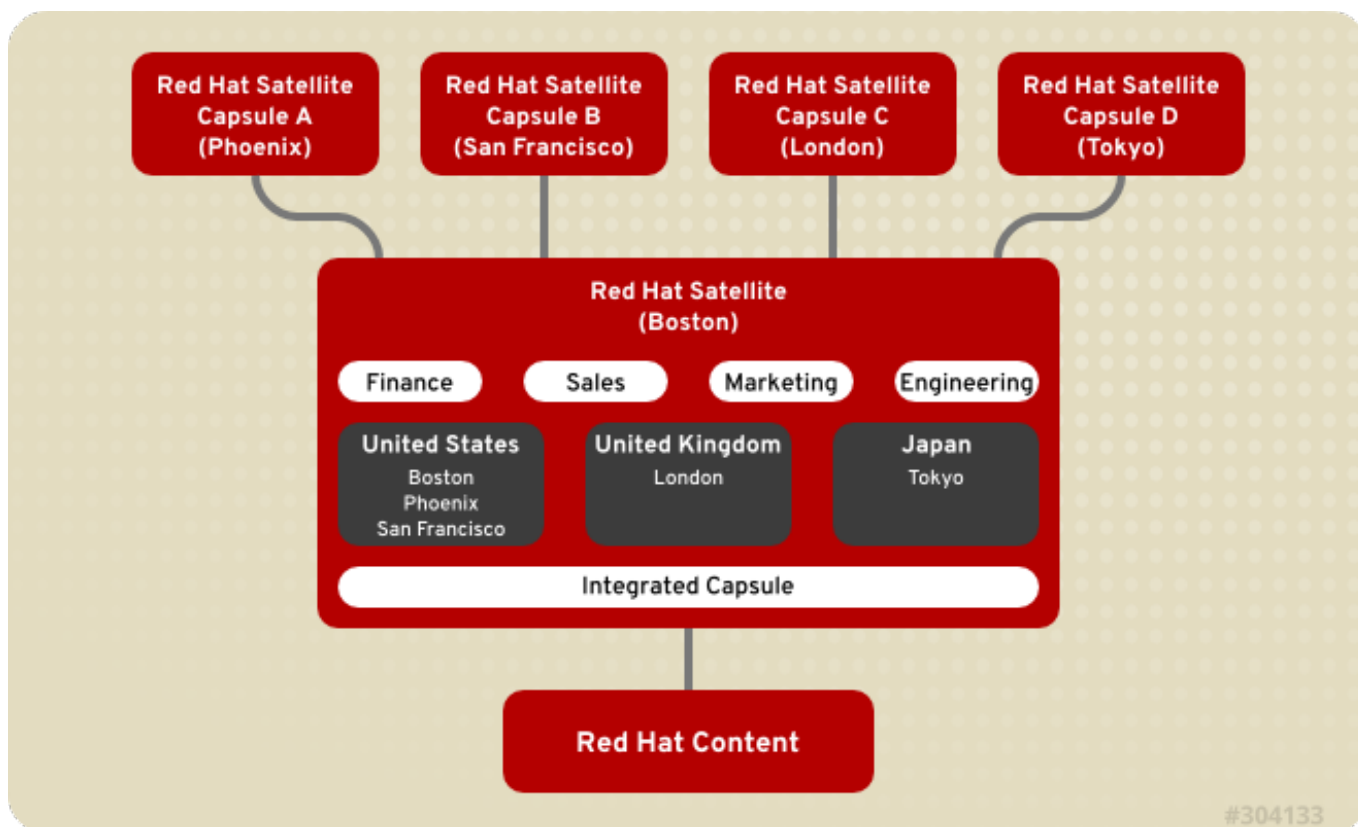 Red Hat Satellite
Capsule A
(Phoenix)
Red Hat Satellite
Capsule B
(San Francisco)
Red Hat Satellite
Capsule C
(London)
Red Hat Satellite
Capsule D
(Tokyo)
Red Hat Satellite
(Boston)
Finance
Sales
Marketing
Engineering
United States
Boston
Phoenix
San Francisco
United Kingdom
London
Japan
Tokyo
Integrated Capsule
Red Hat Content
#304133